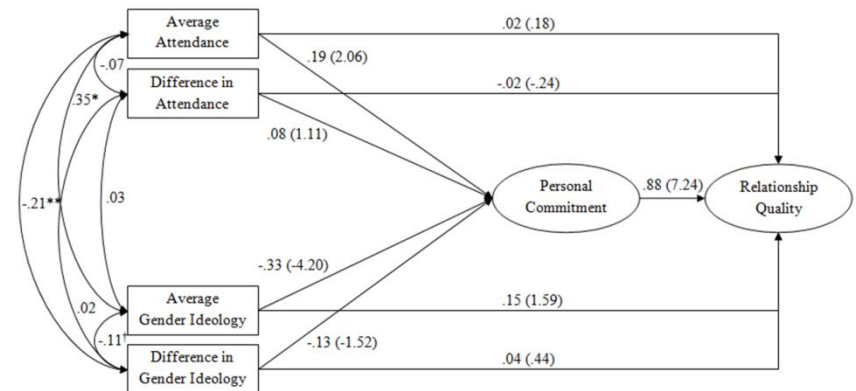 Average
Attendance
.02 (.18)
-.07
.19 (2.06)
Difference in
Attendance
-.02 (-.24)
.35*
.08 (1.11)
Personal
Commitment
.88 (7.24)
Relationship
Quality
-.21**
.03
-.33 (-4.20)
Average
Gender Ideology
.15 (1.59)
.02
-.11†
-.13 (-1.52)
Difference in
Gender Ideology
.04 (.44)